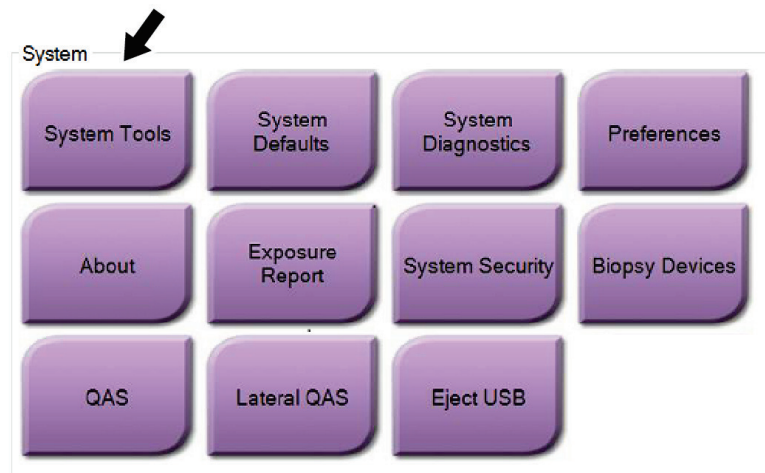 System
System Tools
System
Defaults
System
Diagnostics
Preferences
About
Exposure
Report
System Security
Biopsy Devices
QAS
Lateral QAS
Eject USB